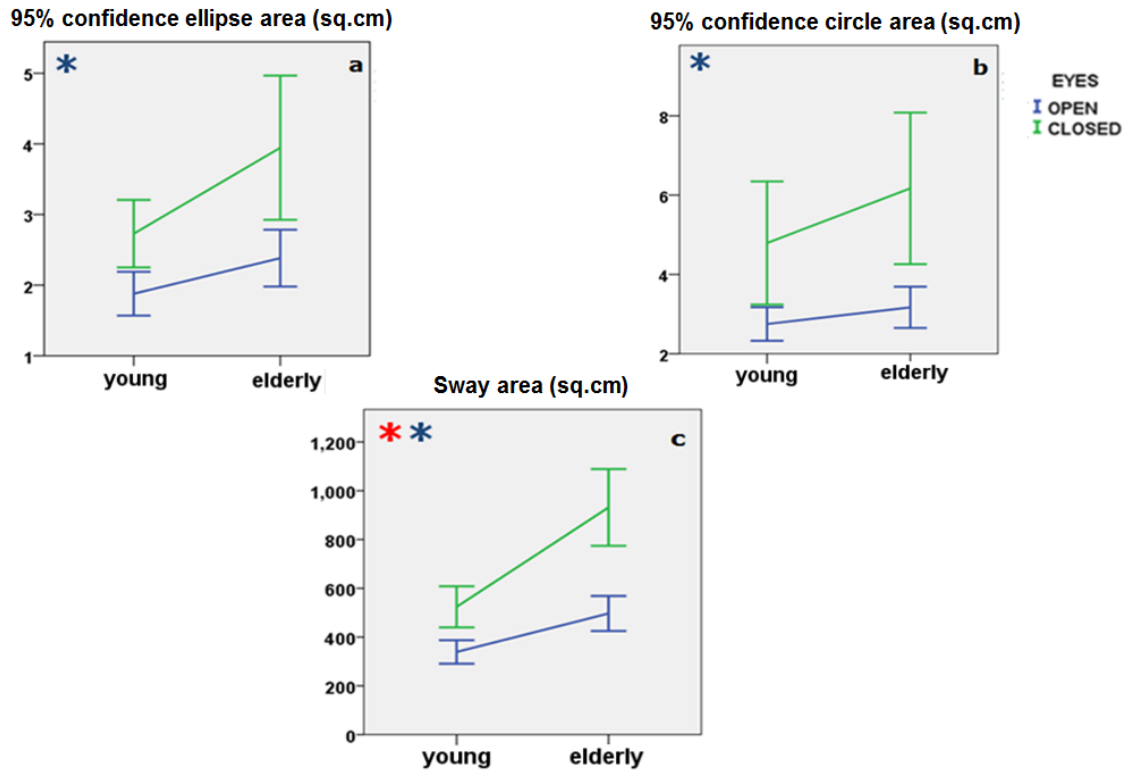 95% confidence ellipse area (sq.cm)
* a
5
4
3
2
1
young elderly
95% confidence circle area (sq.cm)
* b
8
6
4
2
young elderly
EYES
OPEN
CLOSED
Sway area (sq.cm)
* * c
1,200
1,000
800
600
400
200
0
young elderly